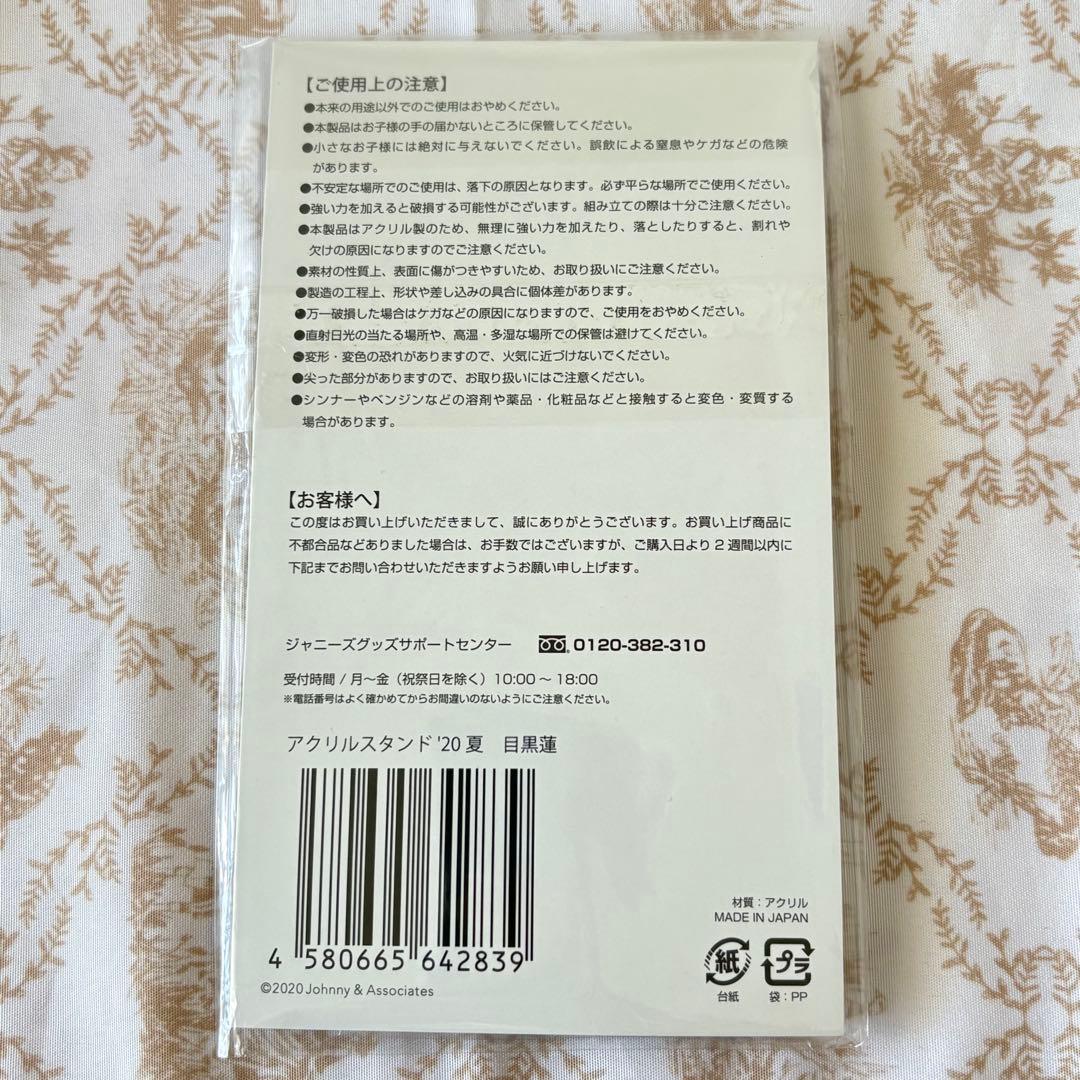 【ご使用上の注意】
●本来の用途以外でのご使用はおやめください。
●本製品はお子様の手の届かないところに保管してください。
●小さなお子様には絶対に与えないでください。誤飲による窒息やケガなどの危険
があります。
●不安定な場所でのご使用は、落下の原因となります。必ず平らな場所でご使用ください。
●強い力を加えると破損する可能性がございます。組み立ての際は十分ご注意ください。
●本製品はアクリル製のため、無理に強い力を加えたり、落としたりすると、割れや
欠けの原因になりますのでご注意ください。
●素材の性質上、表面に傷がつきやすいため、お取り扱いにご注意ください。
●製造の工程上、形状や差し込みの具合に個体差があります。
●万一破損した場合はケガなどの原因になりますので、ご使用をおやめください。
●直射日光の当たる場所や、高温・多湿な場所での保管は避けてください。
●変形・変色の恐れがありますので、火気に近づけないでください。
●尖った部分がありますので、お取り扱いにはご注意ください。
●シンナーやベンジンなどの溶剤や薬品・化粧品などと接触すると変色・変質する
場合があります。
【お客様へ】
この度はお買い上げいただきまして、誠にありがとうございます。お買い上げ商品に
不都合品などありました場合は、お手数ではございますが、ご購入日より2週間以内に
下記までお問い合わせいただきますようお願い申し上げます。
ジャニーズグッズサポートセンター 0120-382-310
受付時間 / 月〜金（祝祭日を除く）10:00〜18:00
※電話番号はよく確かめてからお間違いのないようにご注意ください。
アクリルスタンド '20 夏　目黒蓮
4 580665 642839
©2020 Johnny & Associates
材質：アクリル
MADE IN JAPAN
紙 プラ
台紙 袋：PP